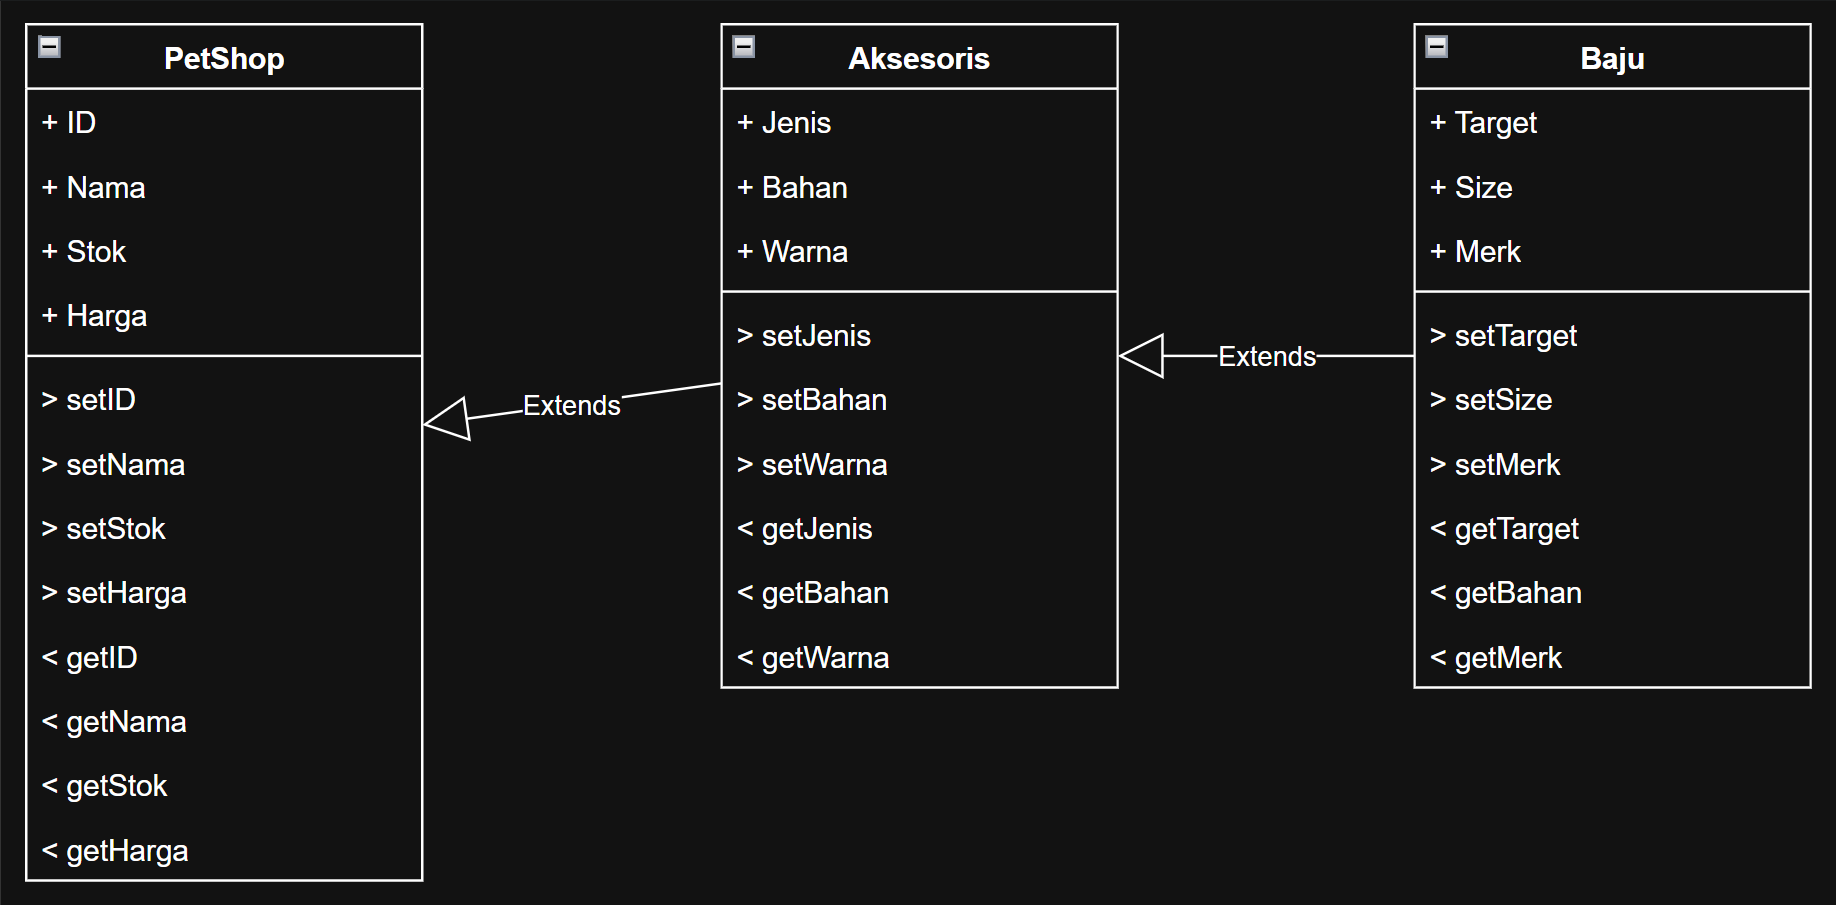 PetShop
+ ID
+ Nama
+ Stok
+ Harga
> setID
> setNama
> setStok
> setHarga
< getID
< getNama
< getStok
< getHarga
Extends
Aksesoris
+ Jenis
+ Bahan
+ Warna
> setJenis
> setBahan
> setWarna
< getJenis
< getBahan
< getWarna
Extends
Baju
+ Target
+ Size
+ Merk
> setTarget
> setSize
> setMerk
< getTarget
< getBahan
< getMerk